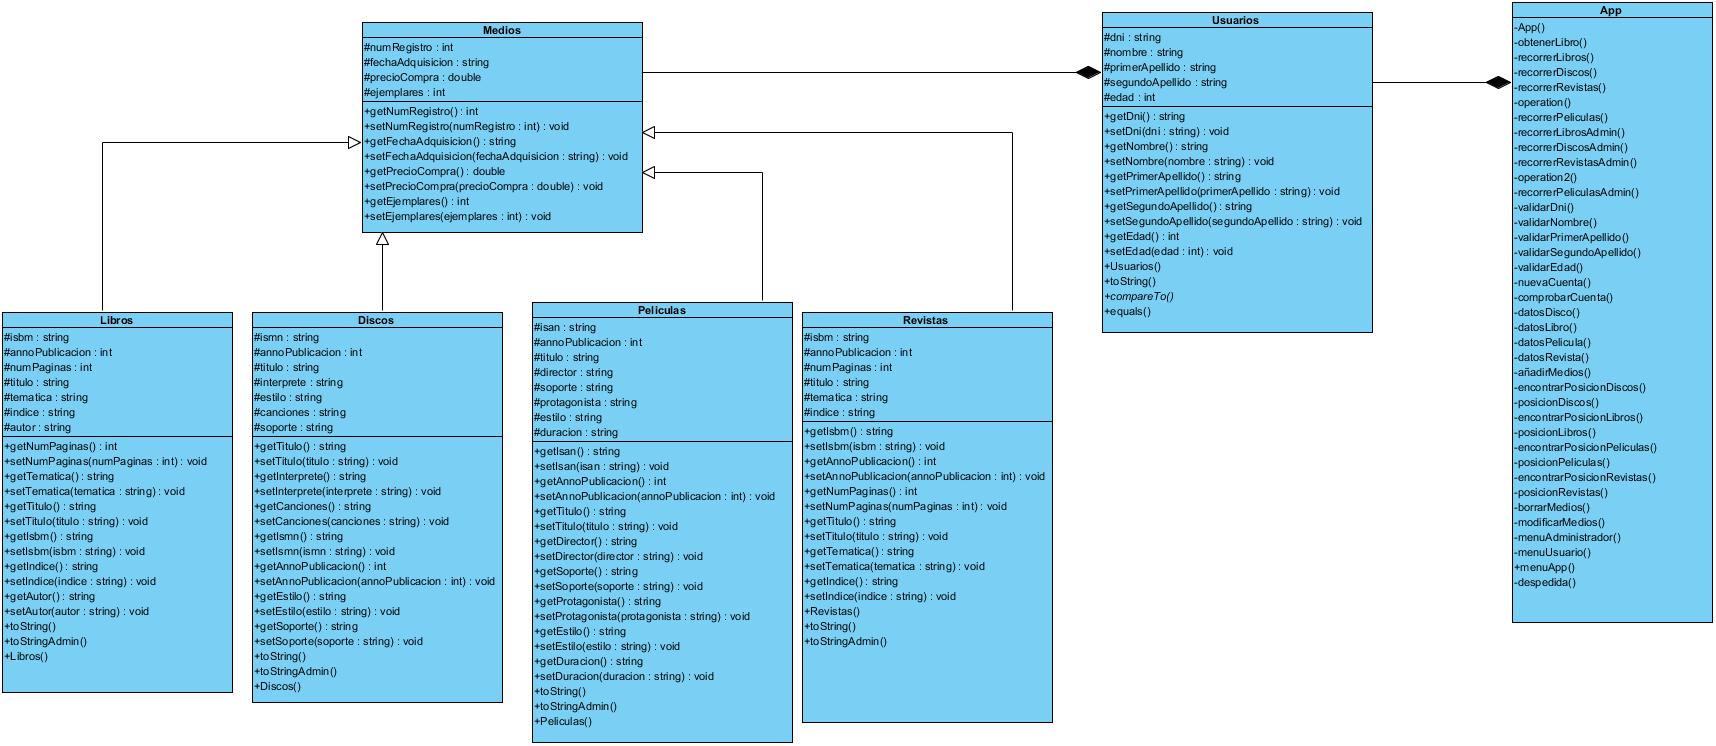 Medios
#numRegistro : int
#fechaAdquisicion : string
#precioCompra : double
#ejemplares : int
+getNumRegistro() : int
+setNumRegistro(numRegistro : int) : void
+getFechaAdquisicion() : string
+setFechaAdquisicion(fechaAdquisicion : string) : void
+getPrecioCompra() : double
+setPrecioCompra(precioCompra : double) : void
+getEjemplares() : int
+setEjemplares(ejemplares : int) : void
Usuarios
#dni : string
#nombre : string
#primerApellido : string
#segundoApellido : string
#edad : int
+getDni() : string
+setDni(dni : string) : void
+getNombre() : string
+setNombre(nombre : string) : void
+getPrimerApellido() : string
+setPrimerApellido(primerApellido : string) : void
+getSegundoApellido() : string
+setSegundoApellido(segundoApellido : string) : void
+getEdad() : int
+setEdad(edad : int) : void
+Usuarios()
+toString()
+compareTo()
+equals()
App
-App()
-obtenerLibro()
-recorrerLibros()
-recorrerDiscos()
-recorrerRevistas()
-operation()
-recorrerPeliculas()
-recorrerLibrosAdmin()
-recorrerDiscosAdmin()
-recorrerRevistasAdmin()
-operation2()
-recorrerPeliculasAdmin()
-validarDni()
-validarNombre()
-validarPrimerApellido()
-validarSegundoApellido()
-validarEdad()
-nuevaCuenta()
-comprobarCuenta()
-datosDisco()
-datosLibro()
-datosPelicula()
-datosRevista()
-añadirMedios()
-encontrarPosicionDiscos()
-posicionDiscos()
-encontrarPosicionLibros()
-posicionLibros()
-encontrarPosicionPeliculas()
-posicionPeliculas()
-encontrarPosicionRevistas()
-posicionRevistas()
-borrarMedios()
-modificarMedios()
-menuAdministrador()
-menuUsuario()
+menuApp()
-despedida()
Libros
#isbm : string
#annoPublicacion : int
#numPaginas : int
#titulo : string
#tematica : string
#indice : string
#autor : string
+getNumPaginas() : int
+setNumPaginas(numPaginas : int) : void
+getTematica() : string
+setTematica(tematica : string) : void
+getTitulo() : string
+setTitulo(titulo : string) : void
+getIsbm() : string
+setIsbm(isbm : string) : void
+getIndice() : string
+setIndice(indice : string) : void
+getAutor() : string
+setAutor(autor : string) : void
+toString()
+toStringAdmin()
+Libros()
Discos
#ismn : string
#annoPublicacion : int
#titulo : string
#interprete : string
#estilo : string
#canciones : string
#soporte : string
+getTitulo() : string
+setTitulo(titulo : string) : void
+getInterprete() : string
+setInterprete(interprete : string) : void
+getCanciones() : string
+setCanciones(canciones : string) : void
+getIsmn() : string
+setIsmn(ismn : string) : void
+getAnnoPublicacion() : int
+setAnnoPublicacion(annoPublicacion : int) : void
+getEstilo() : string
+setEstilo(estilo : string) : void
+getSoporte() : string
+setSoporte(soporte : string) : void
+toString()
+toStringAdmin()
+Discos()
Peliculas
#isan : string
#annoPublicacion : int
#titulo : string
#director : string
#soporte : string
#protagonista : string
#estilo : string
#duracion : string
+getIsan() : string
+setIsan(isan : string) : void
+getAnnoPublicacion() : int
+setAnnoPublicacion(annoPublicacion : int) : void
+getTitulo() : string
+setTitulo(titulo : string) : void
+getDirector() : string
+setDirector(director : string) : void
+getSoporte() : string
+setSoporte(soporte : string) : void
+getProtagonista() : string
+setProtagonista(protagonista : string) : void
+getEstilo() : string
+setEstilo(estilo : string) : void
+getDuracion() : string
+setDuracion(duracion : string) : void
+toString()
+toStringAdmin()
+Peliculas()
Revistas
#isbm : string
#annoPublicacion : int
#numPaginas : int
#titulo : string
#tematica : string
#indice : string
+getIsbm() : string
+setIsbm(isbm : string) : void
+getAnnoPublicacion() : int
+setAnnoPublicacion(annoPublicacion : int) : void
+getNumPaginas() : int
+setNumPaginas(numPaginas : int) : void
+getTitulo() : string
+setTitulo(titulo : string) : void
+getTematica() : string
+setTematica(tematica : string) : void
+getIndice() : string
+setIndice(indice : string) : void
+Revistas()
+toString()
+toStringAdmin()